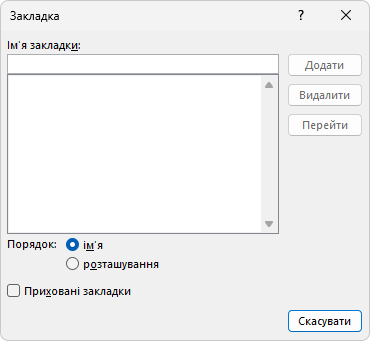 Закладка ?
Ім'я закладки:
Додати
Видалити
Перейти
Порядок: ім'я
розташування
Приховані закладки
Скасувати